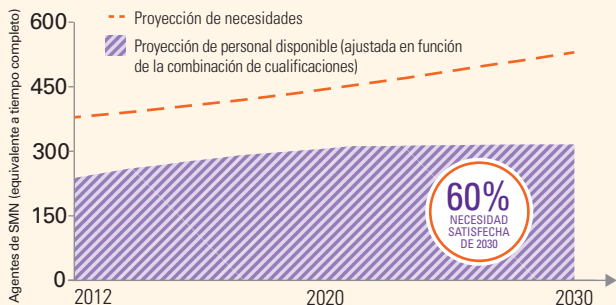 Agentes de SMN (equivalente a tiempo completo)
Proyección de necesidades
Proyección de personal disponible (ajustada en función
de la combinación de cualificaciones)
600
450
300
150
0
60%
NECESIDAD
SATISFECHA
DE 2030
2012
2020
2030